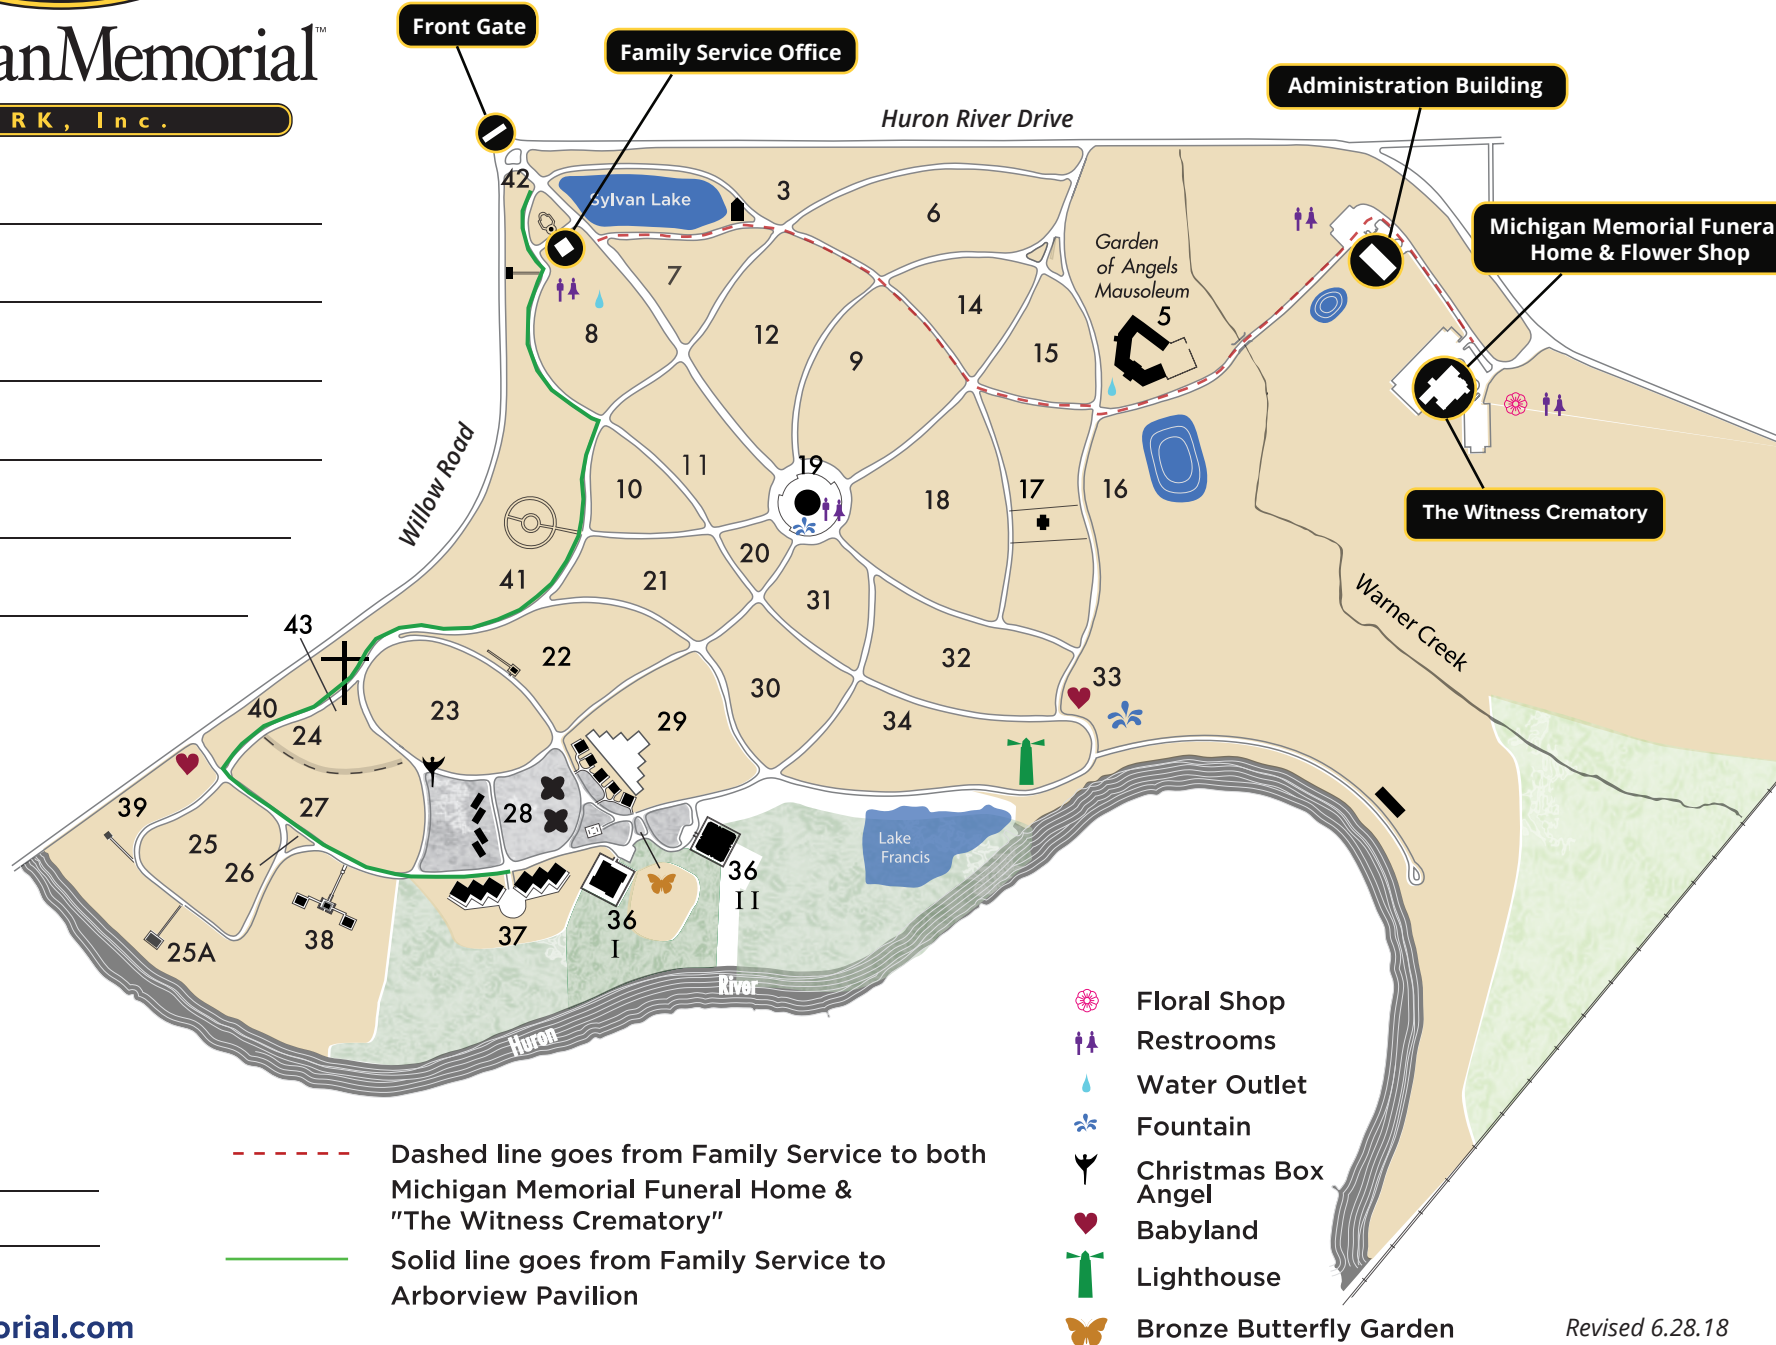 anMemorial™
RK, Inc.
Front Gate
Family Service Office
Administration Building
Huron River Drive
Michigan Memorial Funera
Home & Flower Shop
42
Sylvan Lake
3
6
7
Garden
of Angels
Mausoleum
5
8
12
14
9
15
Willow Road
10
11
19
18
17
16
The Witness Crematory
20
41
21
31
Warner Creek
43
22
32
33
40
23
30
24
29
34
39
27
28
25
26
Lake
Francis
36
II
36
I
25A
38
37
River
Huron
Floral Shop
Restrooms
Water Outlet
Fountain
Christmas Box
Angel
Babyland
Lighthouse
Bronze Butterfly Garden
Dashed line goes from Family Service to both
Michigan Memorial Funeral Home &
"The Witness Crematory"
Solid line goes from Family Service to
Arborview Pavilion
orial.com
Revised 6.28.18